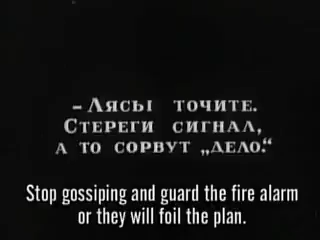 – Лясы точите.
Стереги сигнал,
а то сорвут „дело.“
Stop gossiping and guard the fire alarm
or they will foil the plan.